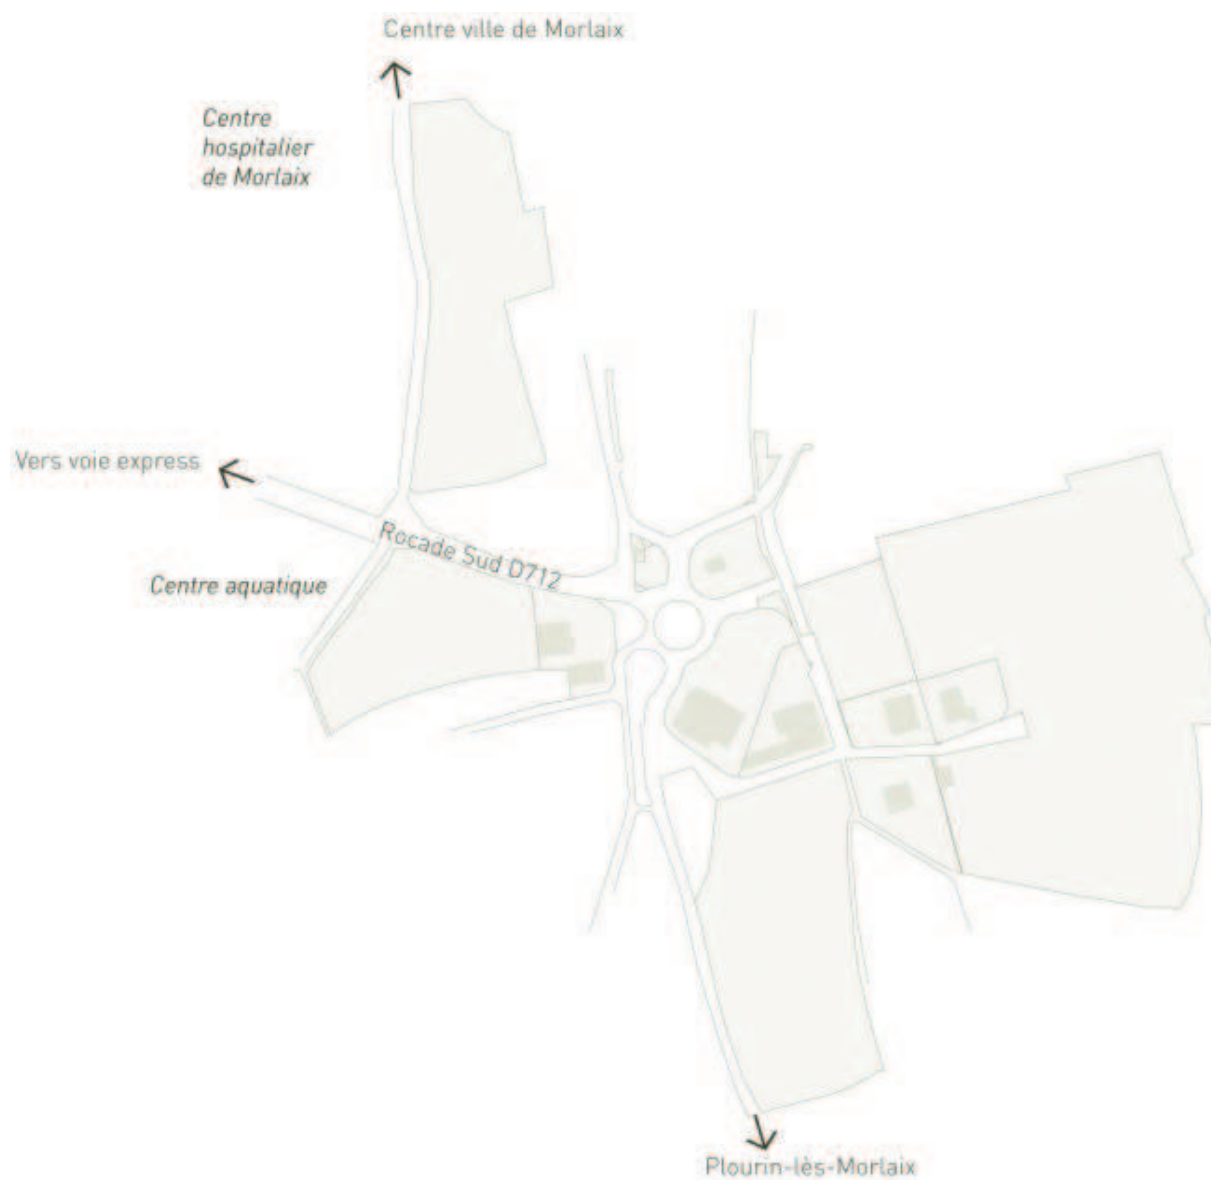 Centre ville de Morlaix
Centre
hospitalier
de Morlaix
Vers voie express
Rocade Sud D712
Centre aquatique
Plourin-lès-Morlaix